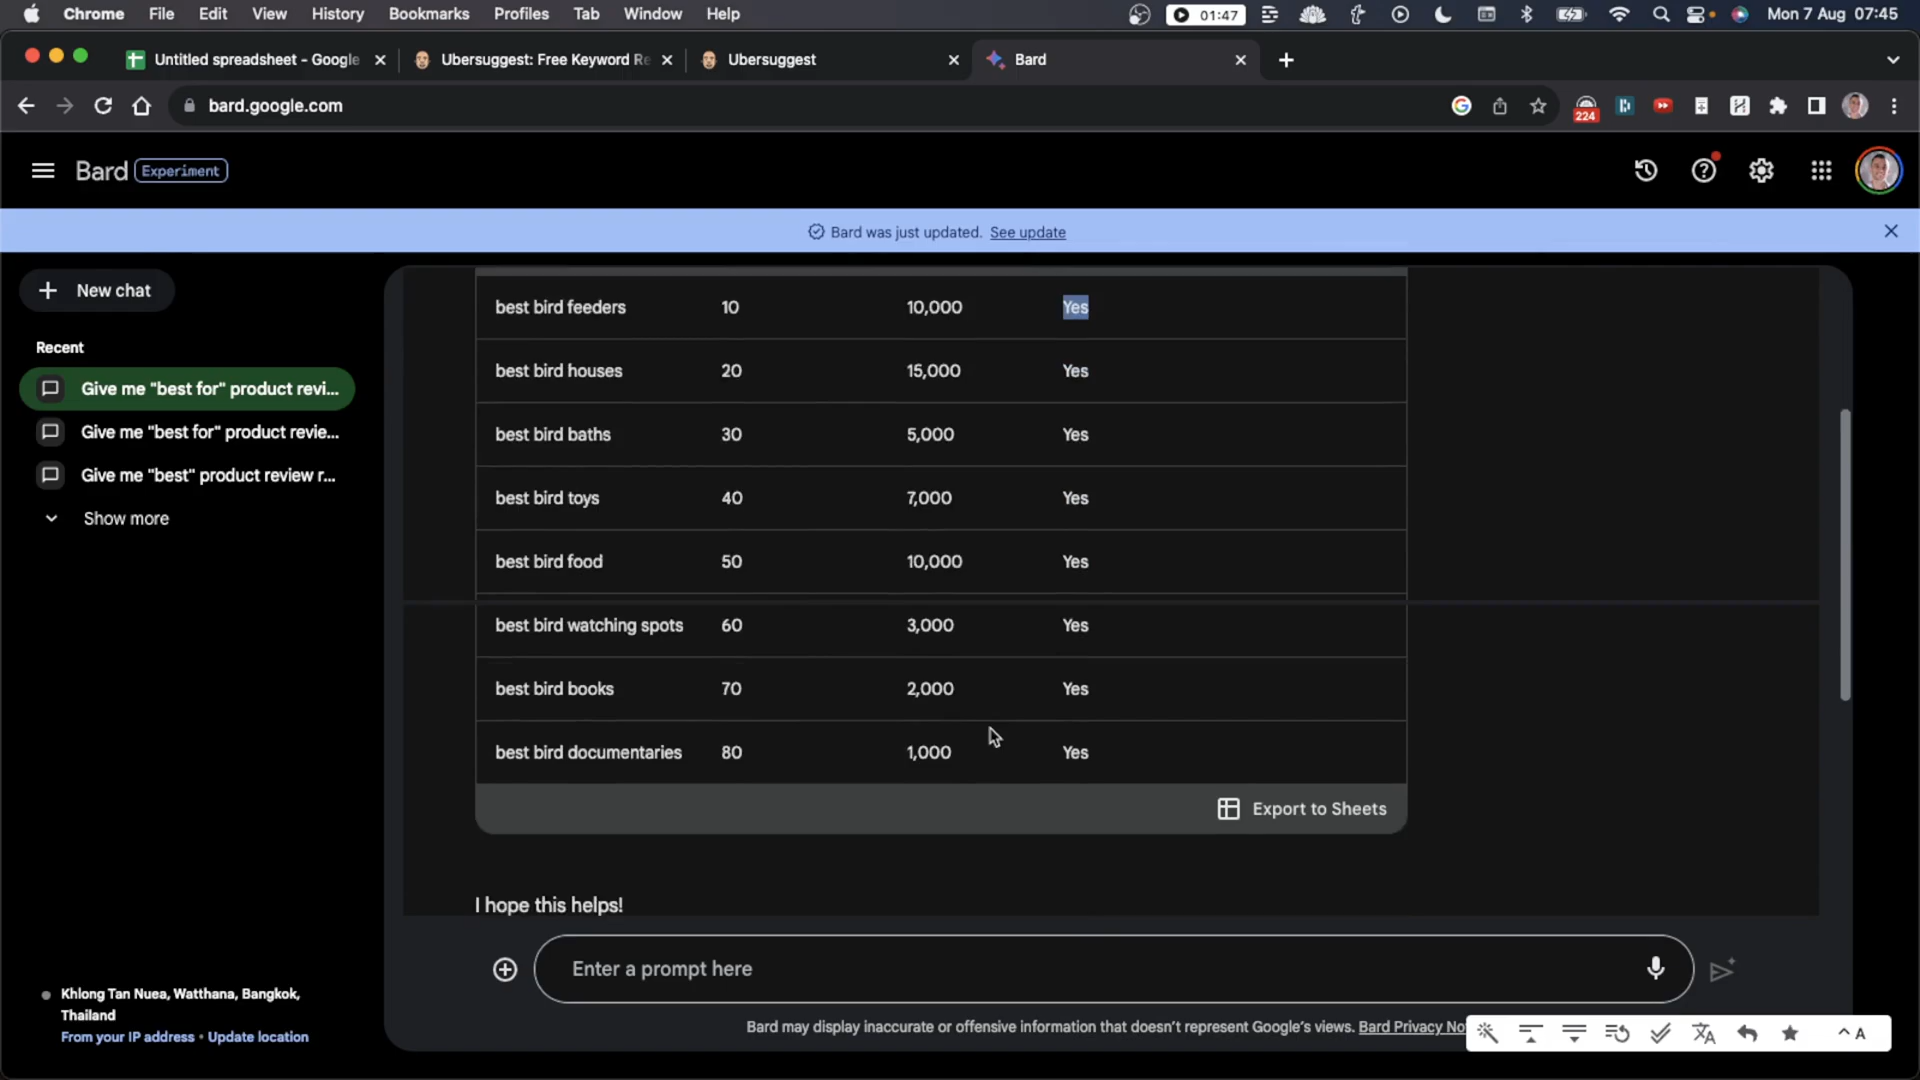 Chrome File Edit View History Bookmarks Profiles Tab Window Help 01:47 Mon 7 Aug 07:45
Untitled spreadsheet - Google Ubersuggest: Free Keyword Re Ubersuggest Bard
bard.google.com 224
Bard Experiment
Bard was just updated. See update
New chat
Recent
Give me "best for" product revi...
Give me "best for" product revie...
Give me "best" product review r...
Show more
best bird feeders 10 10,000 Yes
best bird houses 20 15,000 Yes
best bird baths 30 5,000 Yes
best bird toys 40 7,000 Yes
best bird food 50 10,000 Yes
best bird watching spots 60 3,000 Yes
best bird books 70 2,000 Yes
best bird documentaries 80 1,000 Yes
Export to Sheets
I hope this helps!
Enter a prompt here
Khlong Tan Nuea, Watthana, Bangkok,
Thailand
From your IP address • Update location
Bard may display inaccurate or offensive information that doesn't represent Google's views. Bard Privacy No
A